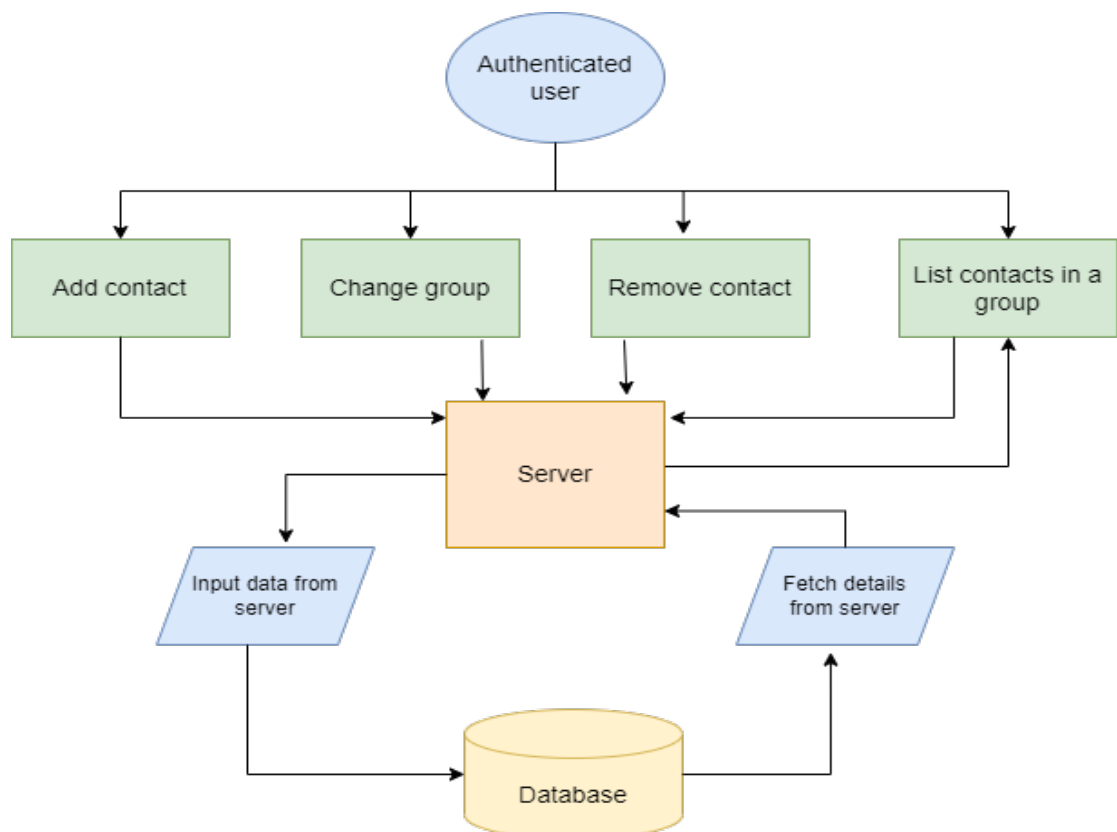 Authenticated
user
Add contact
Change group
Remove contact
List contacts in a
group
Server
Input data from
server
Fetch details
from server
Database